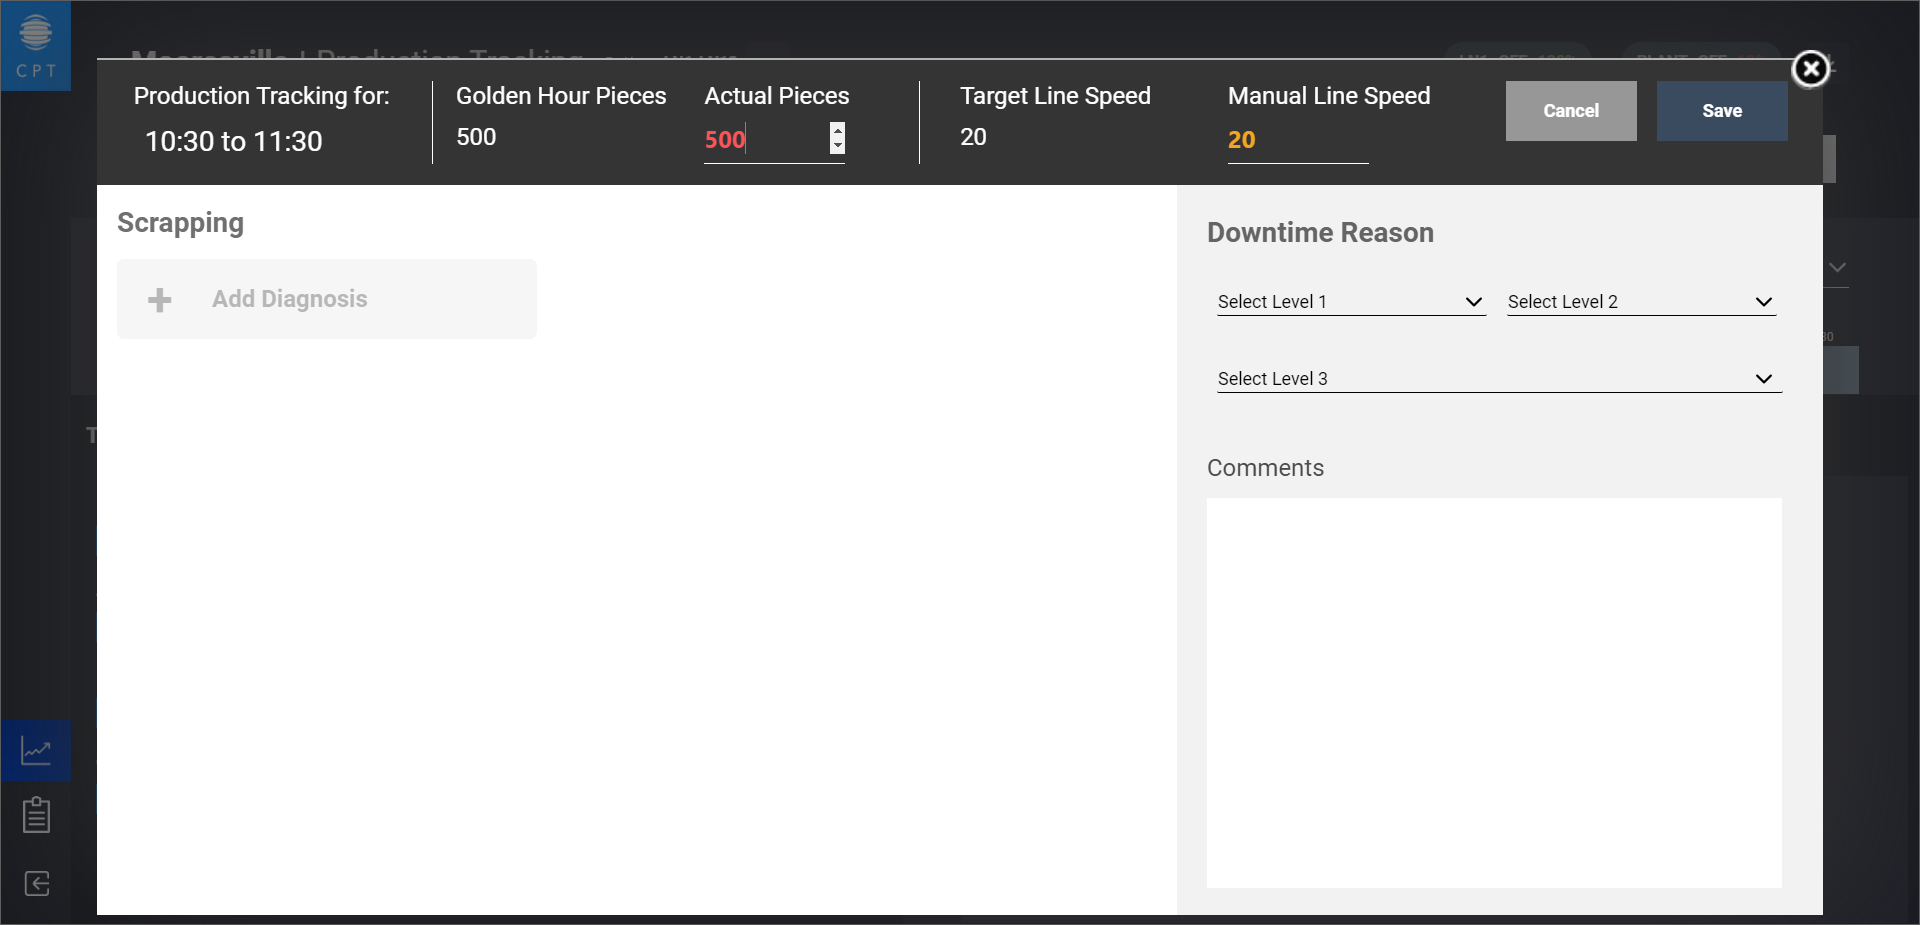 CPT
Production Tracking for:
10:30 to 11:30
Golden Hour Pieces
500
Actual Pieces
500
Target Line Speed
20
Manual Line Speed
20
Cancel
Save
Scrapping
Add Diagnosis
Downtime Reason
Select Level 1
Select Level 2
Select Level 3
Comments